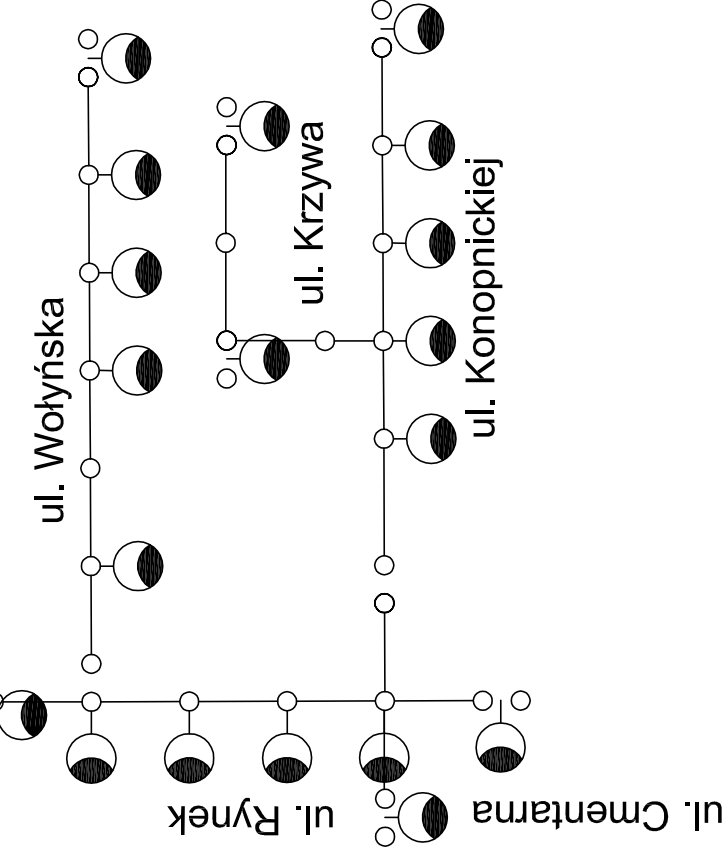 ul. Wołyńska
ul. Krzywa
ul. Konopnickiej
ul. Rynek
ul. Cmentarna